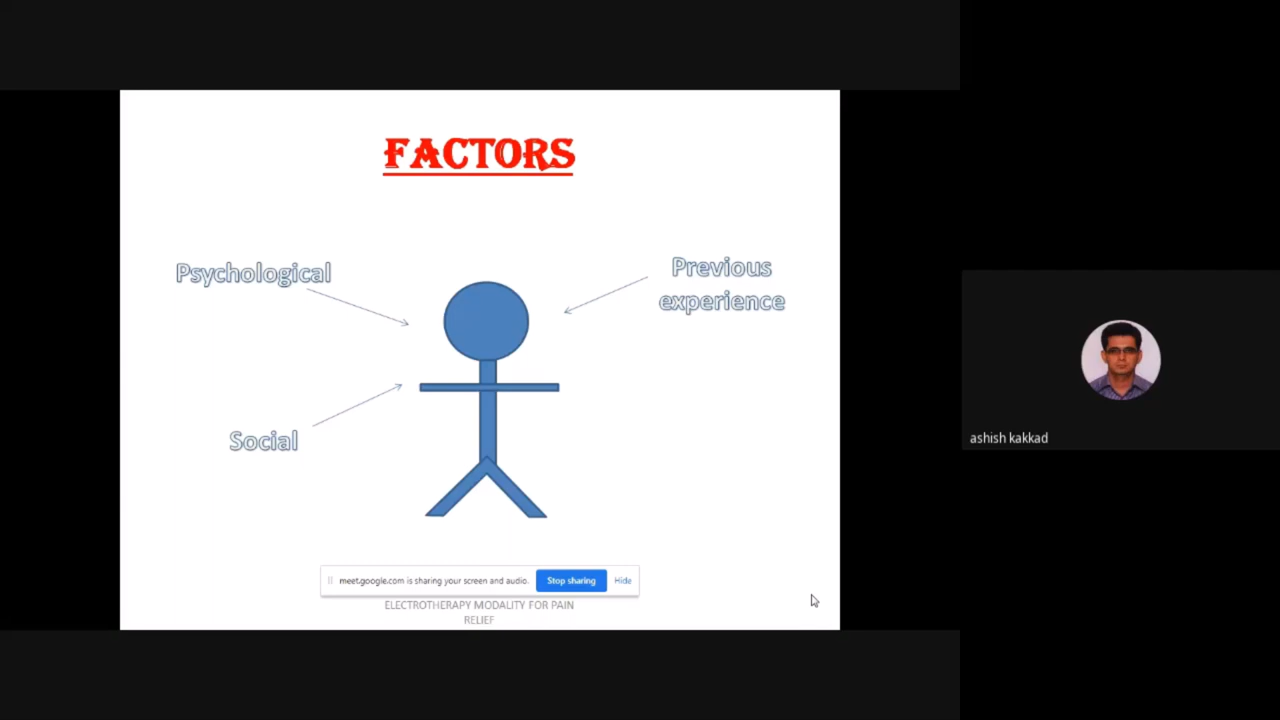 FACTORS
Psychological
Previous
experience
Social
meet.google.com is sharing your screen and audio.
Stop sharing
Hide
ELECTROTHERAPY MODALITY FOR PAIN
RELIEF
ashish kakkad